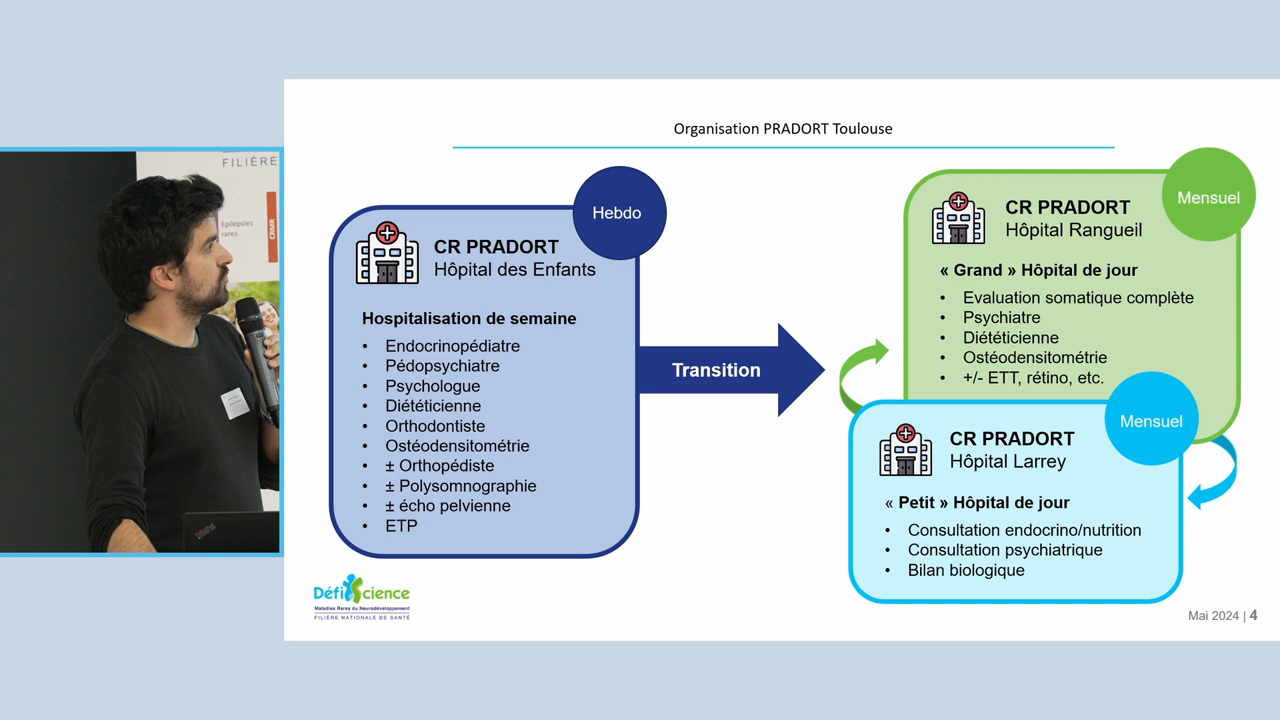 FILIÈRE
Epilepsies
rares
CRMR
Organisation PRADORT Toulouse
Hebdo
CR PRADORT
Hôpital des Enfants
Hospitalisation de semaine
• Endocrinopédiatre
• Pédopsychiatre
• Psychologue
• Diététicienne
• Orthodontiste
• Ostéodensitométrie
• ± Orthopédiste
• ± Polysomnographie
• ± écho pelvienne
• ETP
Transition
Mensuel
CR PRADORT
Hôpital Rangueil
« Grand » Hôpital de jour
• Evaluation somatique complète
• Psychiatre
• Diététicienne
• Ostéodensitométrie
• +/- ETT, rétino, etc.
Mensuel
CR PRADORT
Hôpital Larrey
« Petit » Hôpital de jour
• Consultation endocrino/nutrition
• Consultation psychiatrique
• Bilan biologique
DéfiScience
Maladies Rares du Neurodéveloppement
FILIÈRE NATIONALE DE SANTÉ
Mai 2024 | 4